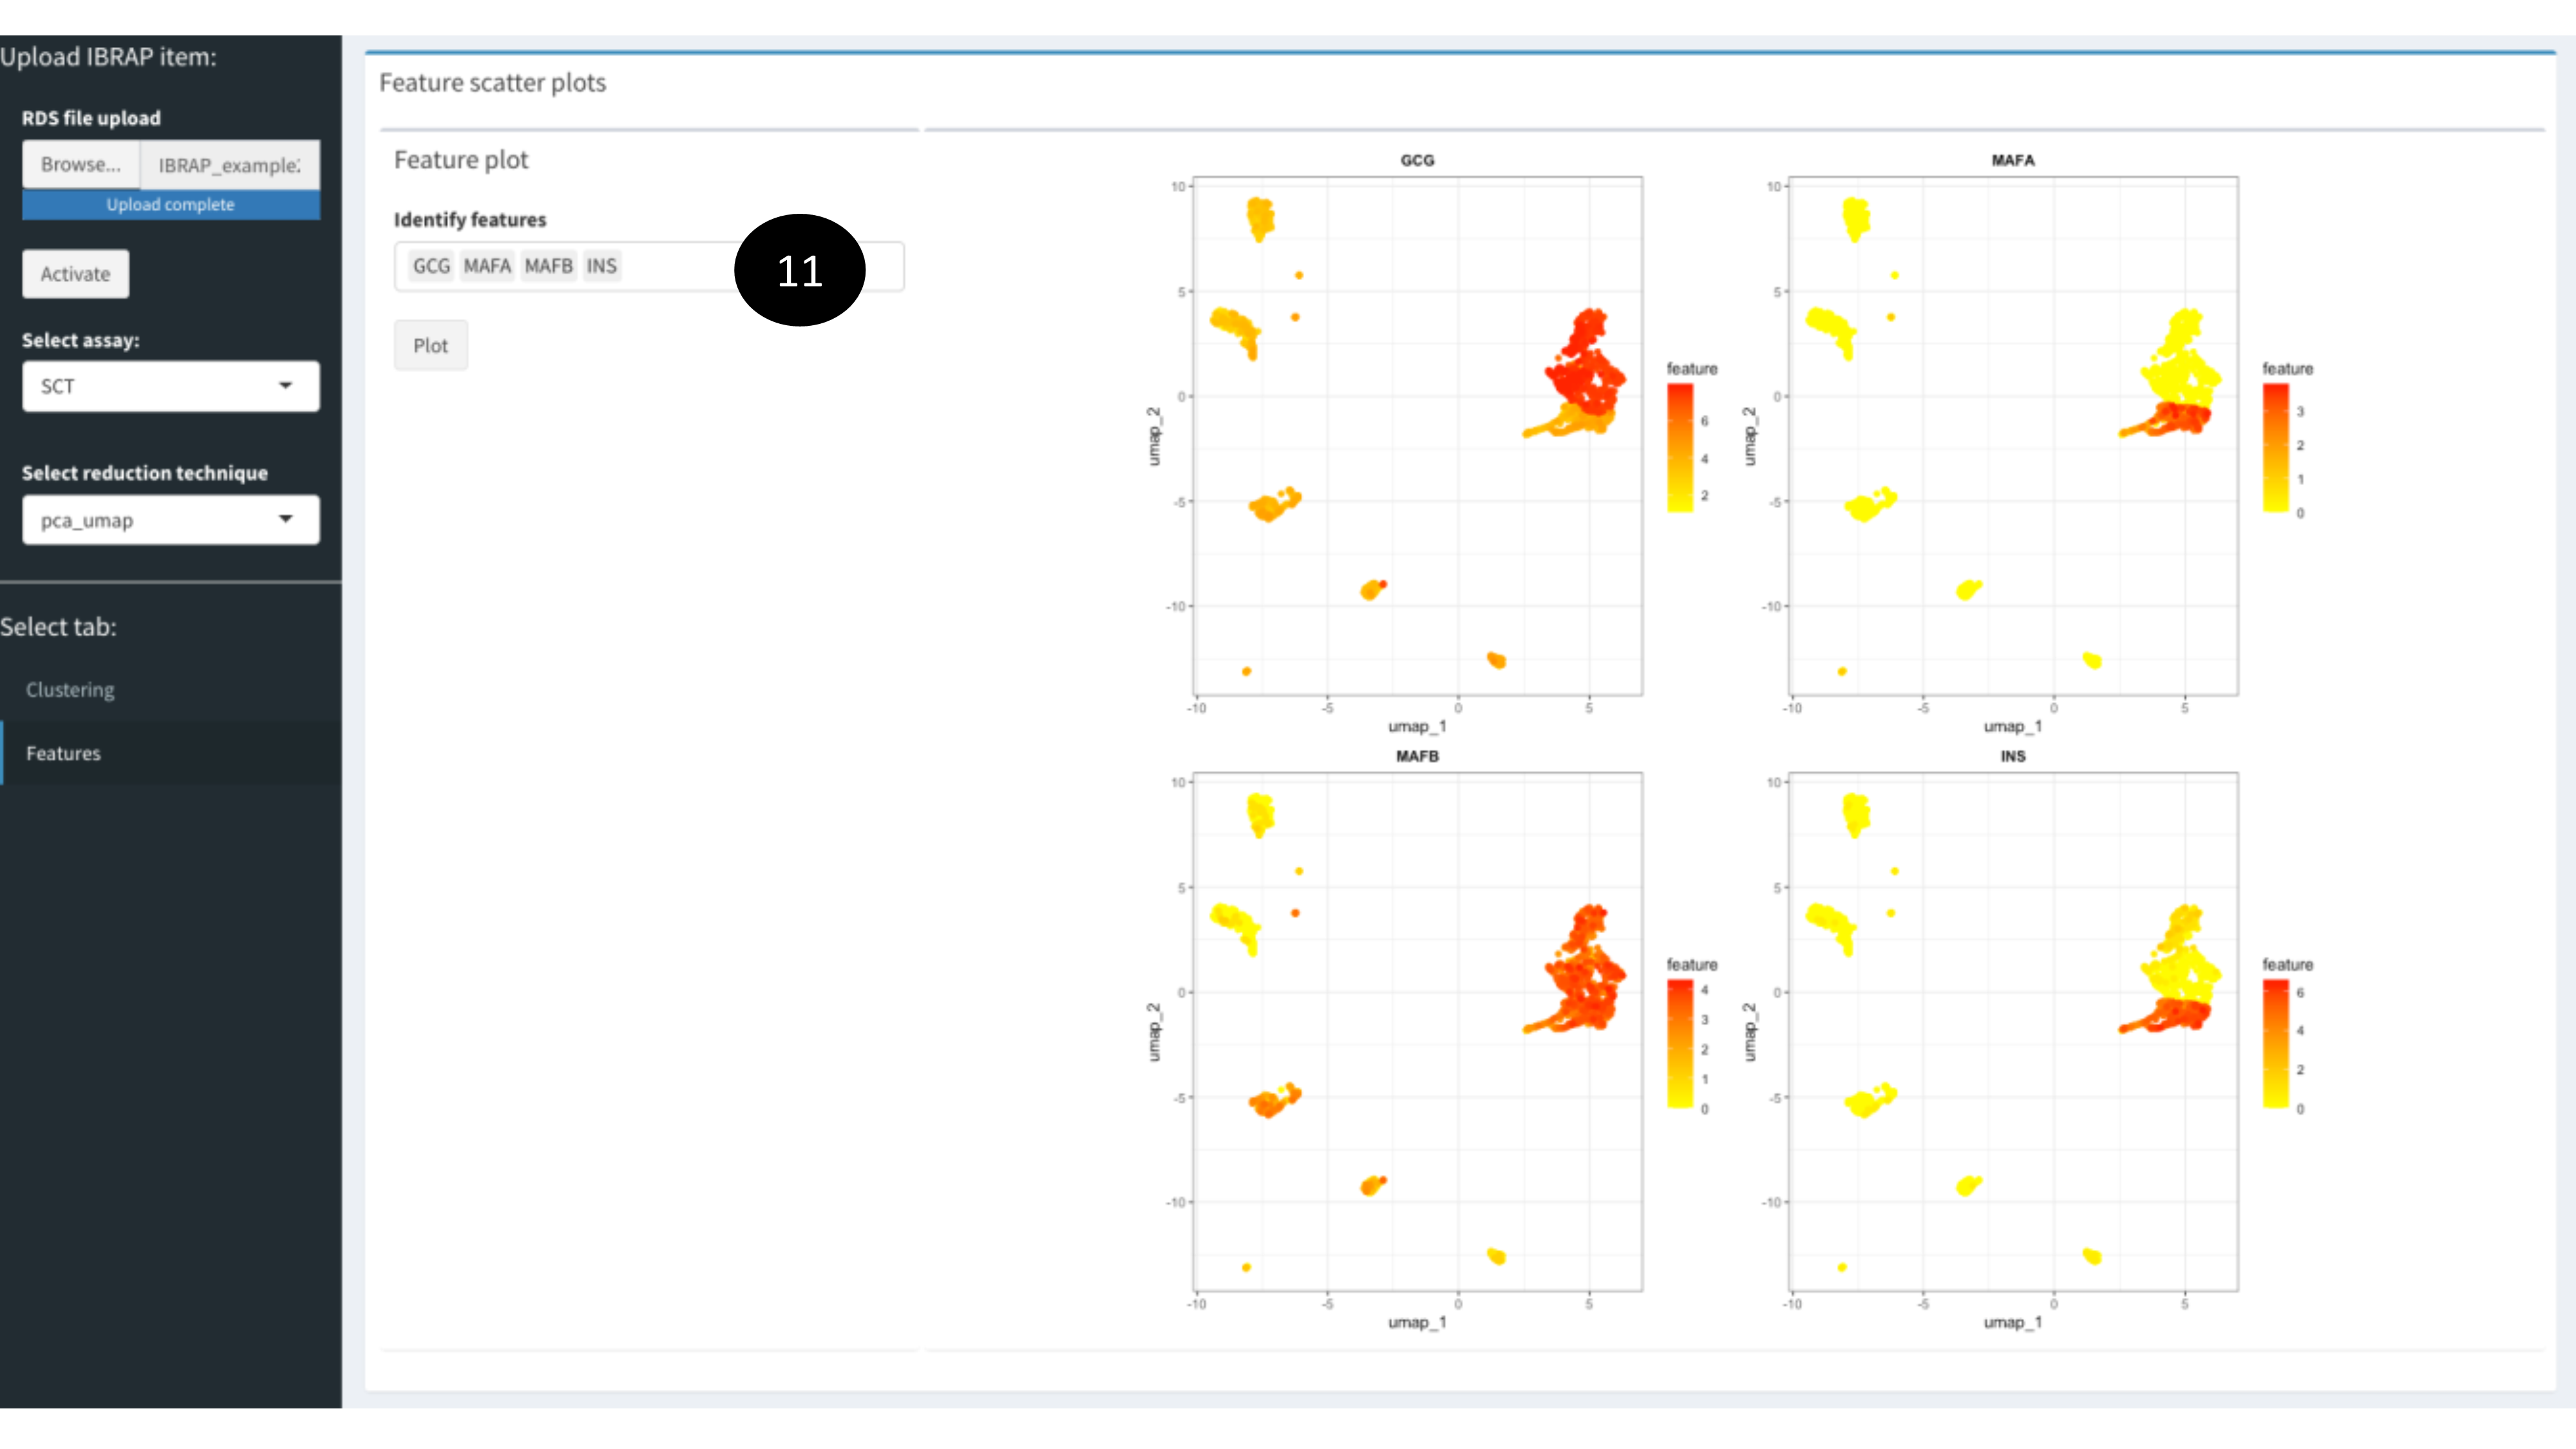 Upload IBRAP item:
RDS file upload
Browse...
IBRAP_example
Upload complete
Activate
Select assay:
SCT
Select reduction technique
pca_umap
Select tab:
Clustering
Features
Feature scatter plots
Feature plot
Identify features
GCG MAFA MAFB INS
11
Plot
GCG
10
5
0
-5
-10
umap_2
-10 -5 0 5
umap_1
feature
6
4
2
MAFA
10
5
0
-5
-10
umap_2
-10 -5 0 5
umap_1
feature
3
2
1
0
MAFB
10
5
0
-5
-10
umap_2
-10 -5 0 5
umap_1
feature
4
3
2
1
0
INS
10
5
0
-5
-10
umap_2
-10 -5 0 5
umap_1
feature
6
4
2
0